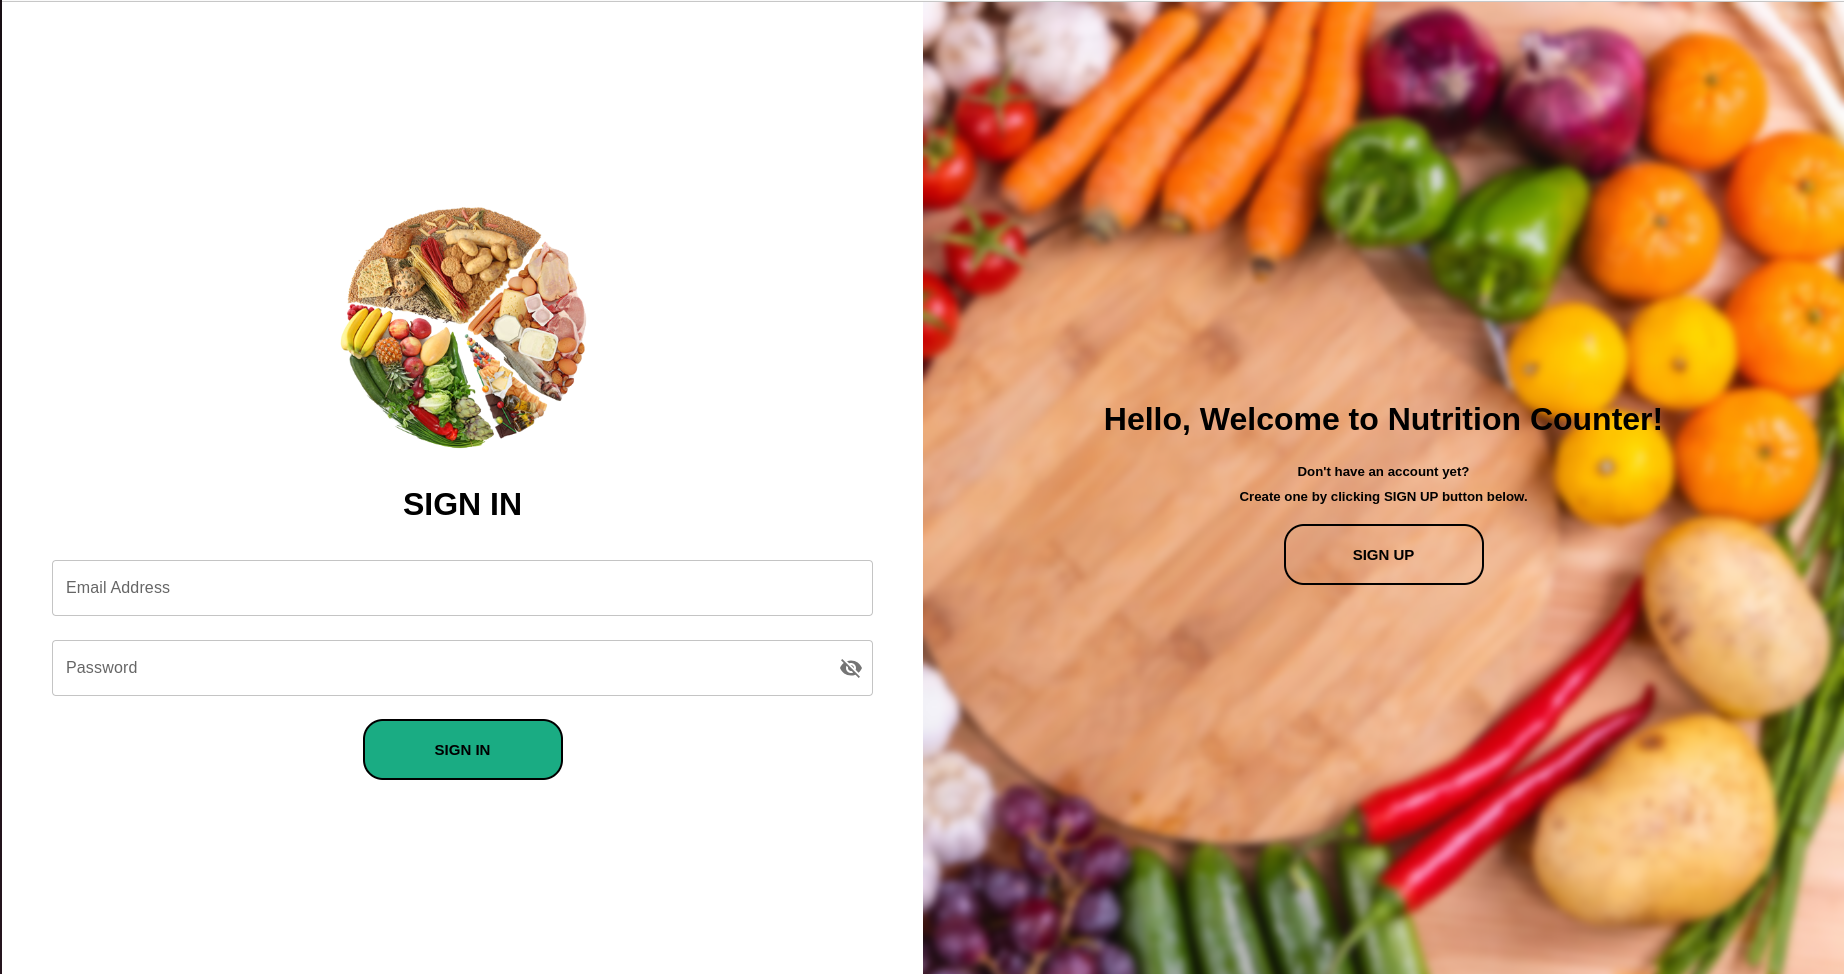 SIGN IN
Email Address
Password
SIGN IN
Hello, Welcome to Nutrition Counter!
Don't have an account yet?
Create one by clicking SIGN UP button below.
SIGN UP